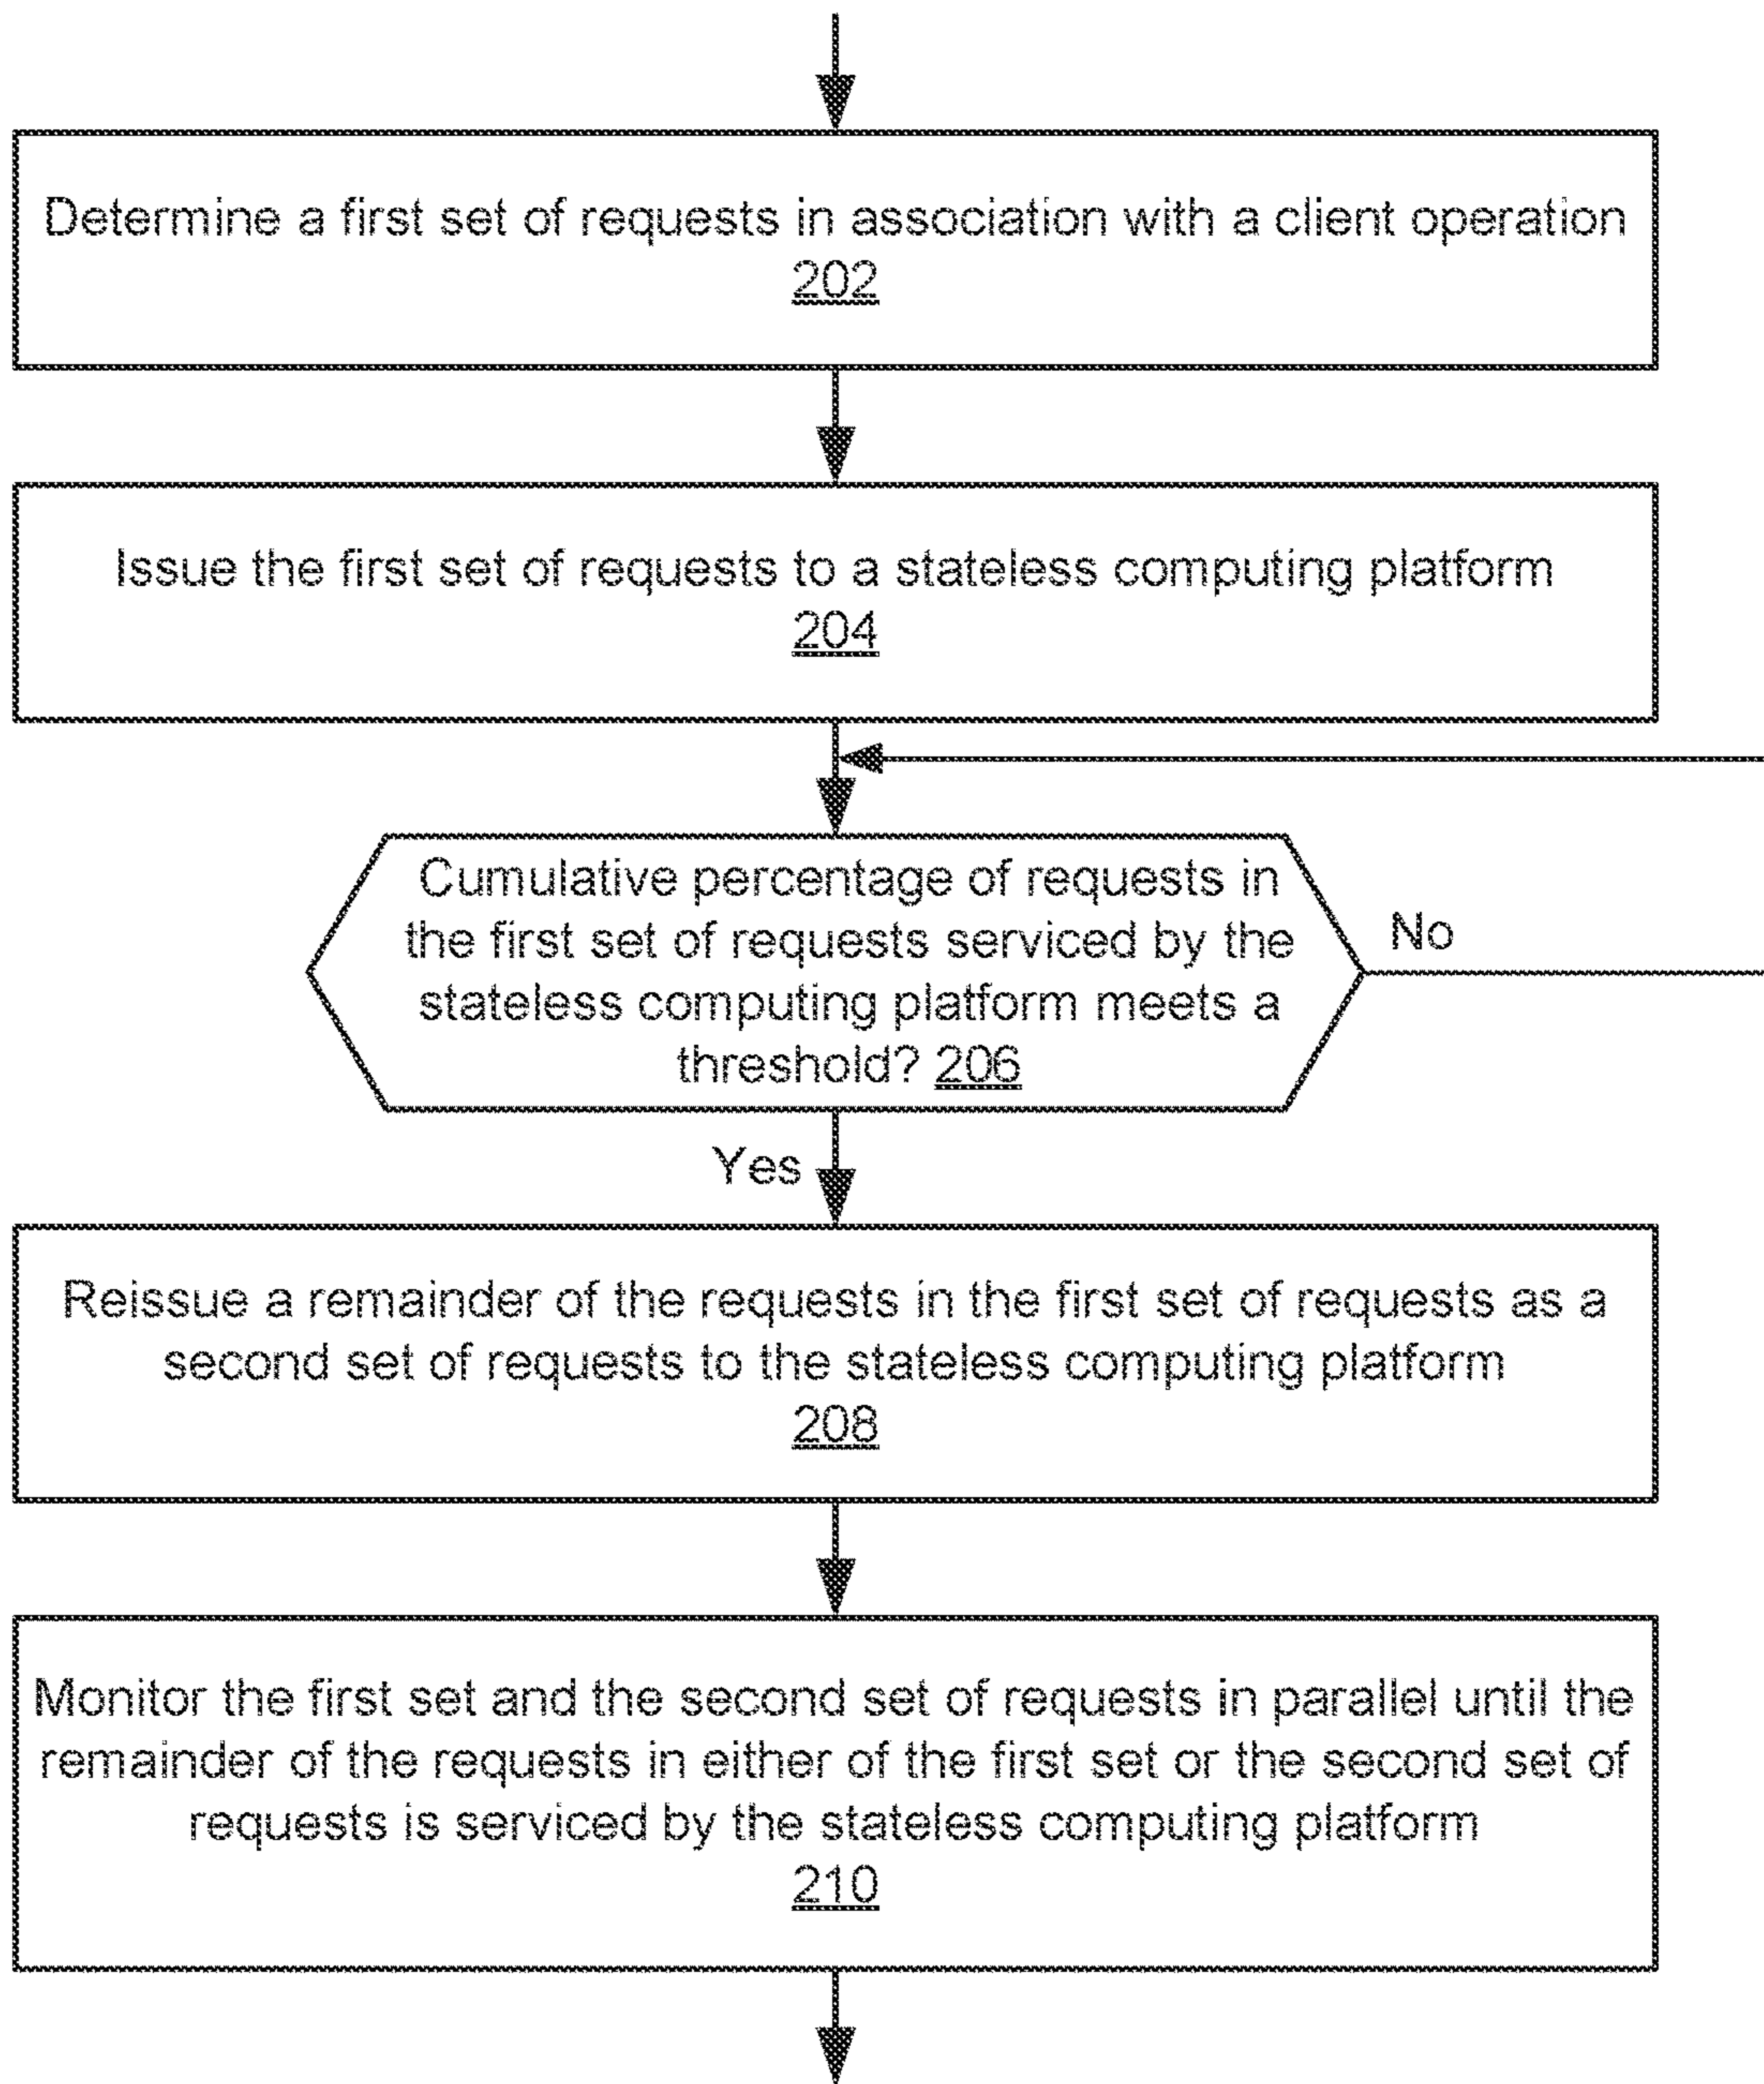 Determine a first set of requests in association with a client operation
202
Issue the first set of requests to a stateless computing platform
204
Cumulative percentage of requests in
the first set of requests serviced by the
stateless computing platform meets a
threshold? 206
No
Yes
Reissue a remainder of the requests in the first set of requests as a
second set of requests to the stateless computing platform
208
Monitor the first set and the second set of requests in parallel until the
remainder of the requests in either of the first set or the second set of
requests is serviced by the stateless computing platform
210